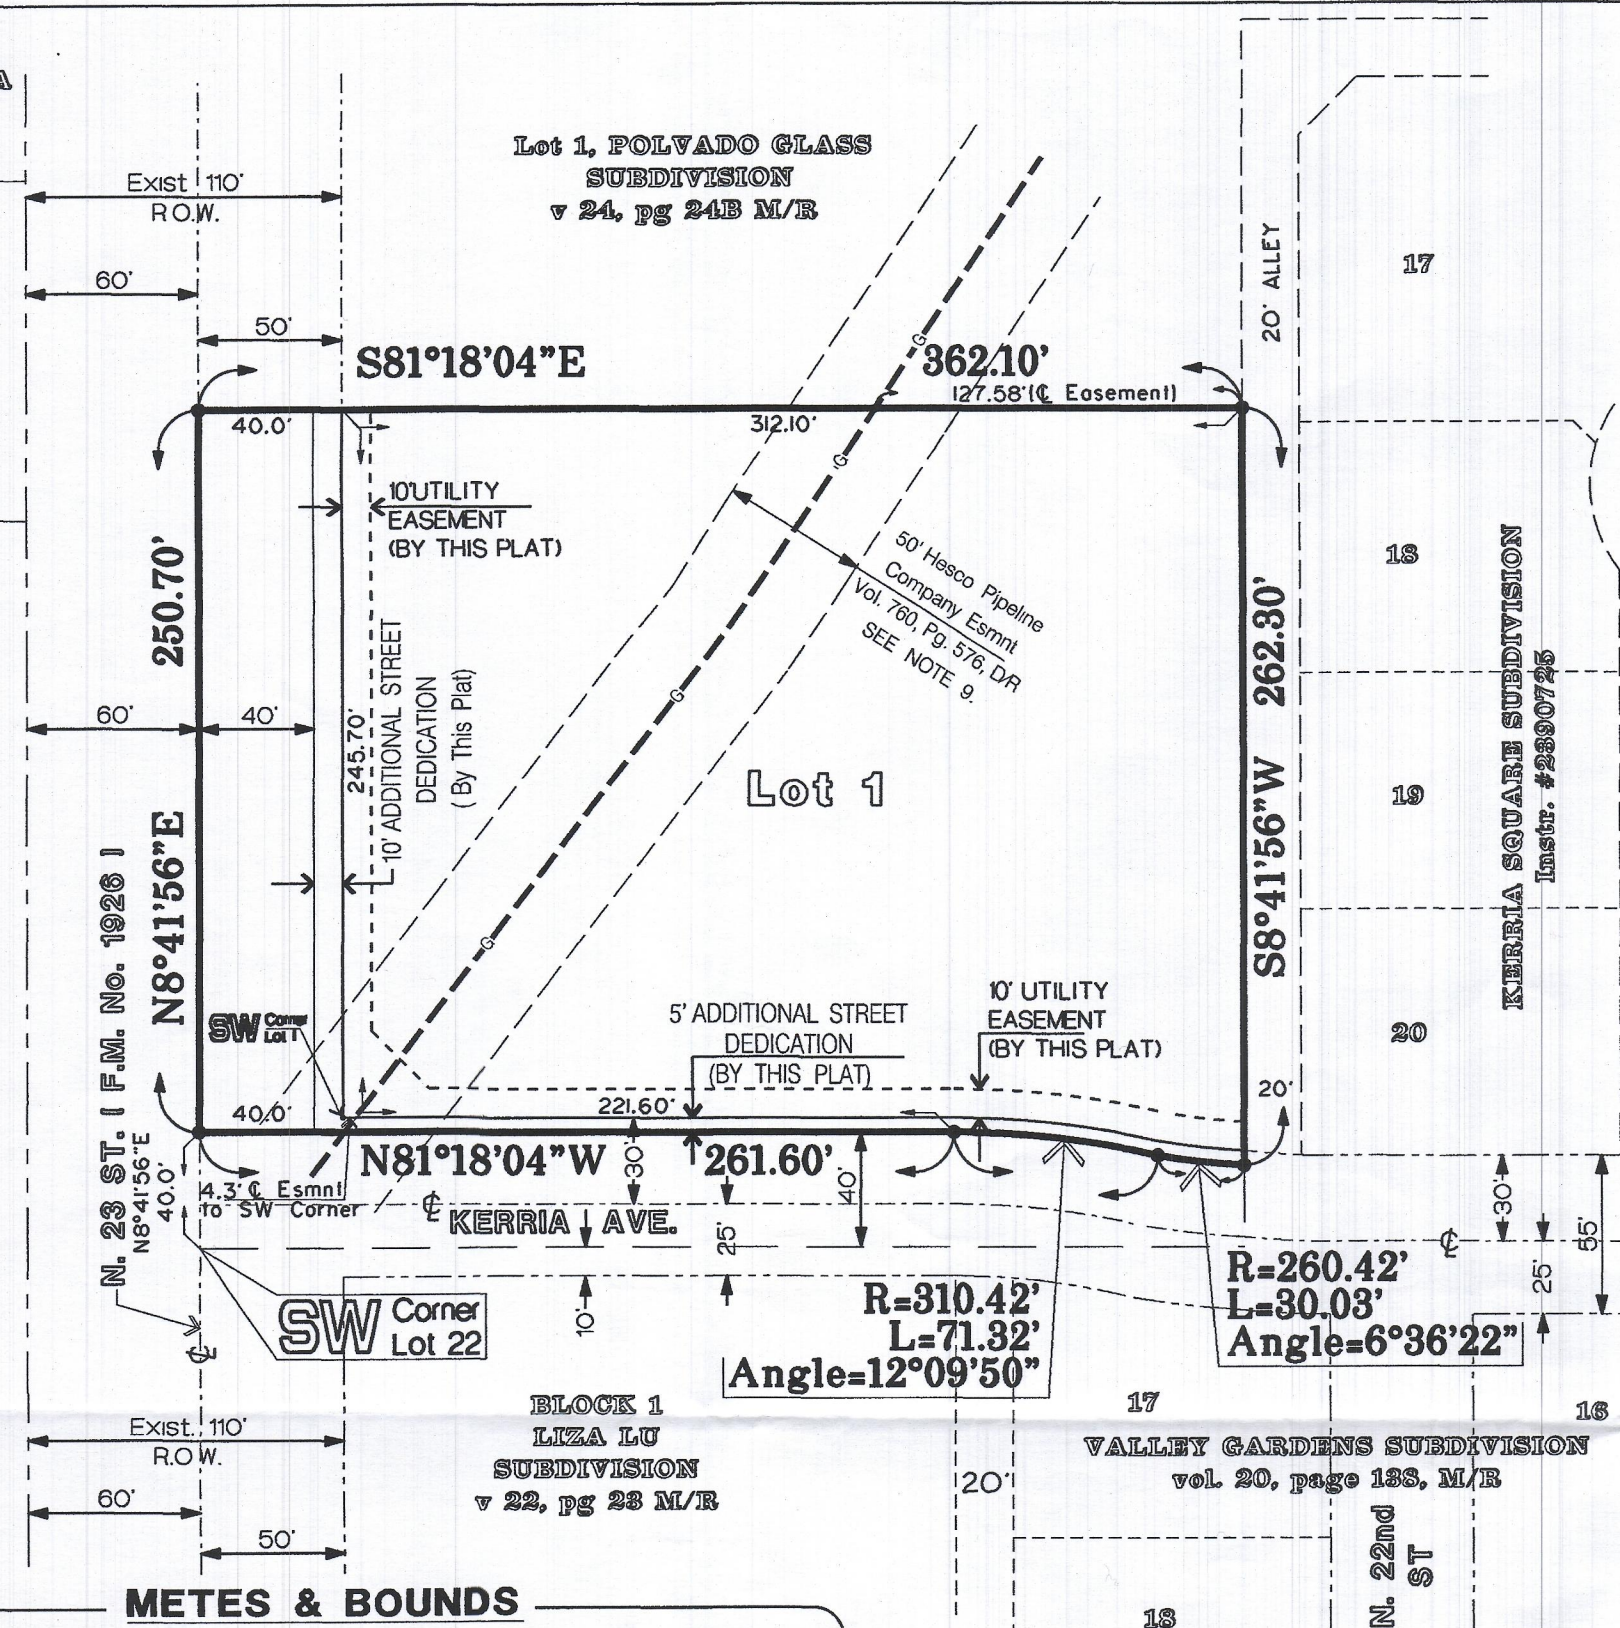 A
Lot 1, POLVADO GLASS
SUBDIVISION
v 24, pg 24B M/R
Exist 110'
R.O.W.
60'
50'
20' ALLEY
17
S81°18'04"E
362.10'
127.58'(℄ Easement)
40.0'
312.10'
10'UTILITY
EASEMENT
(BY THIS PLAT)
G
G
G
G
50' Hesco Pipeline
Company Esmnt
Vol. 760, Pg. 576, D/R
SEE NOTE 9.
18
250.70'
N8°41'56"E
262.30'
S8°41'56"W
60'
40'
245.70'
10' ADDITIONAL STREET
DEDICATION
(By This Plat)
Lot 1
19
KERRIA SQUARE SUBDIVISION
Instr. #2390725
20
N. 23 ST. ( F.M. No. 1926 )
SW Corner
Lot 1
5' ADDITIONAL STREET
DEDICATION
(BY THIS PLAT)
10' UTILITY
EASEMENT
(BY THIS PLAT)
20'
40.0'
221.60'
N81°18'04"W
261.60'
30'
40'
N8°41'56"E
40.0'
4.3' ℄ Esmnt
to SW Corner
℄ KERRIA AVE.
25'
10'
30'
55'
25'
℄
℄
SW Corner
Lot 22
R=310.42'
L=71.32'
Angle=12°09'50"
R=260.42'
L=30.03'
Angle=6°36'22"
Exist. 110'
R.O.W.
60'
50'
BLOCK 1
LIZA LU
SUBDIVISION
v 22, pg 23 M/R
17
16
VALLEY GARDENS SUBDIVISION
vol. 20, page 138, M/R
20'
N. 22nd
ST
18
METES & BOUNDS